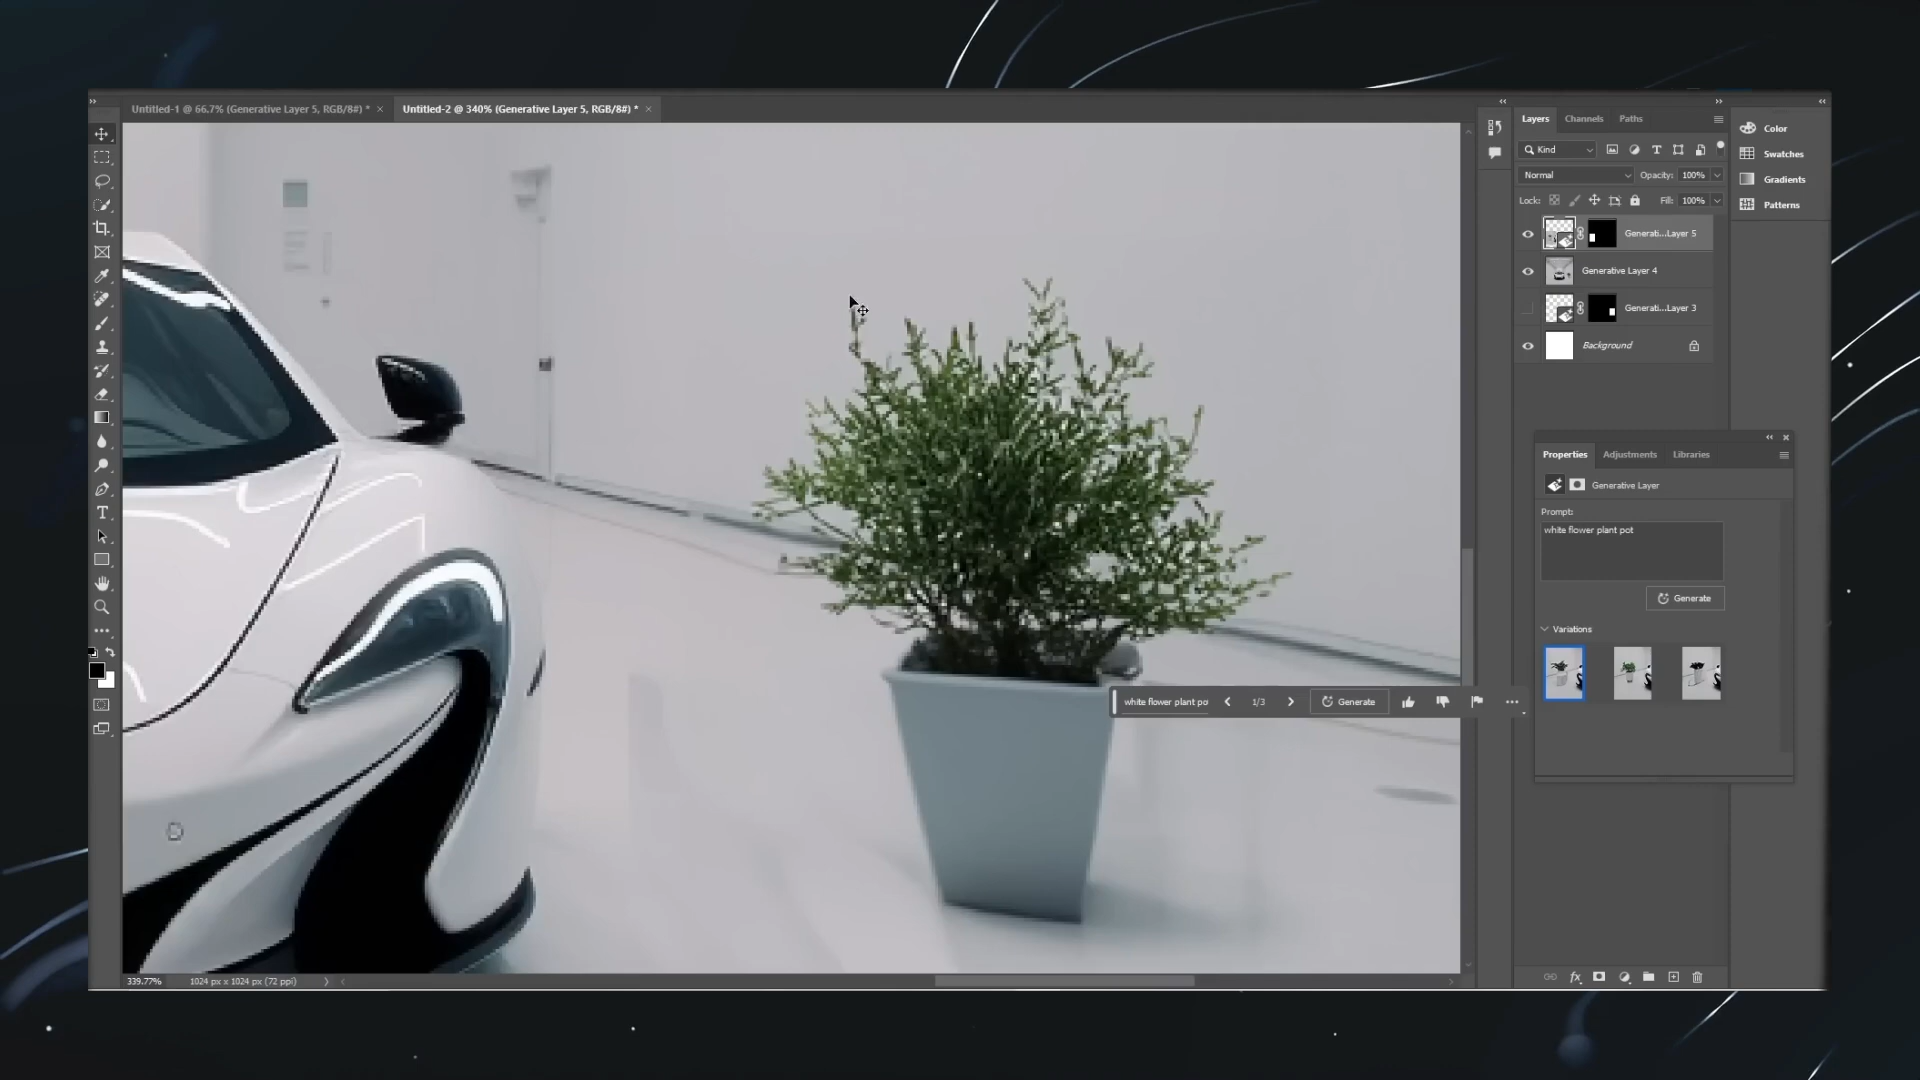 Untitled-1 @ 66.7% (Generative Layer 5, RGB/8#) *
Untitled-2 @ 340% (Generative Layer 5, RGB/8#) *
Layers Channels Paths
Kind
Normal Opacity: 100%
Lock: Fill: 100%
Generati...Layer 5
Generative Layer 4
Generati...Layer 3
Background
Color
Swatches
Gradients
Patterns
Properties Adjustments Libraries
Generative Layer
Prompt:
white flower plant pot
Generate
Variations
white flower plant po 1/3 Generate
339.77% 1024 px x 1024 px (72 ppi)
fx